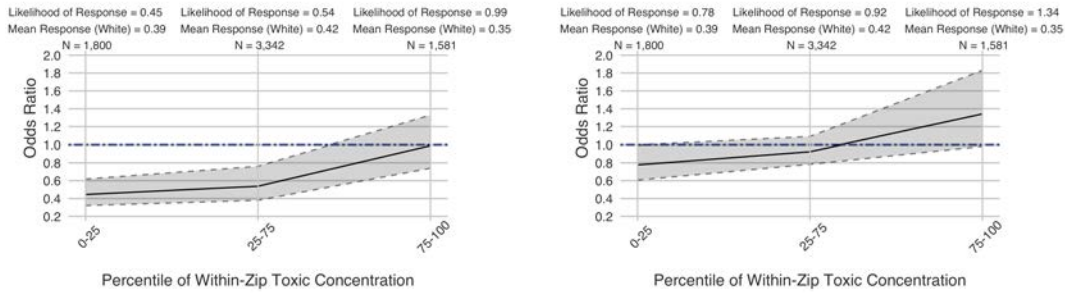 Likelihood of Response = 0.45 Likelihood of Response = 0.54 Likelihood of Response = 0.99
Mean Response (White) = 0.39 Mean Response (White) = 0.42 Mean Response (White) = 0.35
N = 1,800 N = 3,342 N = 1,581
2.0
1.8
1.6
1.4
1.2
1.0
0.8
0.6
0.4
0.2
Odds Ratio
0-25 25-75 75-100
Percentile of Within-Zip Toxic Concentration
Likelihood of Response = 0.78 Likelihood of Response = 0.92 Likelihood of Response = 1.34
Mean Response (White) = 0.39 Mean Response (White) = 0.42 Mean Response (White) = 0.35
N = 1,800 N = 3,342 N = 1,581
2.0
1.8
1.6
1.4
1.2
1.0
0.8
0.6
0.4
0.2
Odds Ratio
0-25 25-75 75-100
Percentile of Within-Zip Toxic Concentration